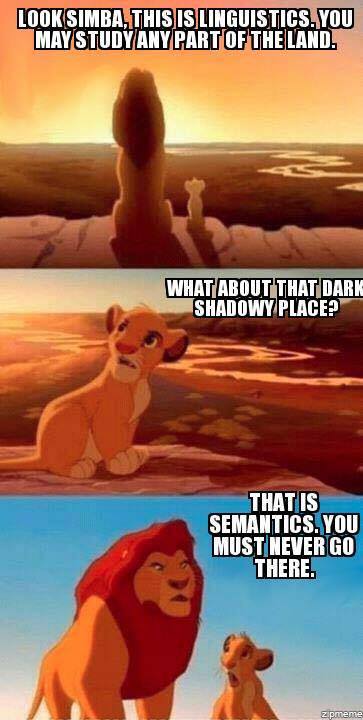 LOOK SIMBA, THIS IS LINGUISTICS. YOU
MAY STUDY ANY PART OF THE LAND.
WHAT ABOUT THAT DARK
SHADOWY PLACE?
THAT IS
SEMANTICS. YOU
MUST NEVER GO
THERE.
zipmeme